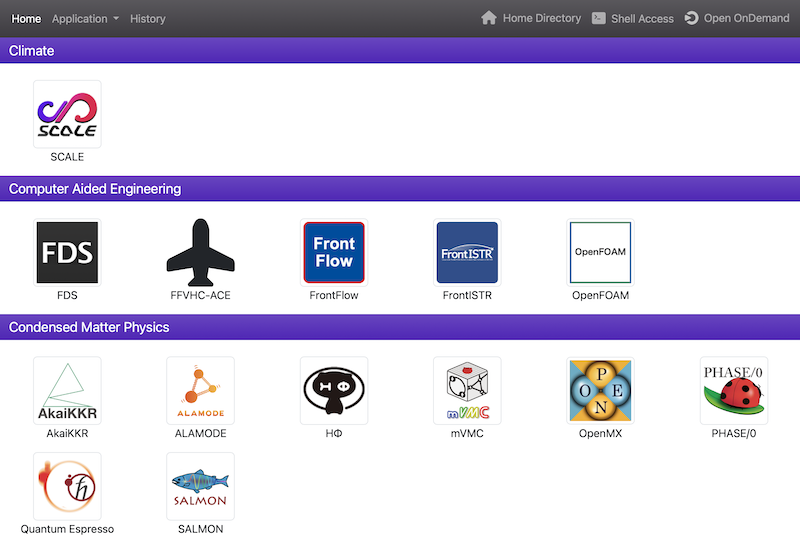 Home Application History Home Directory Shell Access Open OnDemand
Climate
SCALE
SCALE
Computer Aided Engineering
FDS
Front
Flow
FrontISTR
OpenFOAM
FDS FFVHC-ACE FrontFlow FrontISTR OpenFOAM
Condensed Matter Physics
AkaiKKR
ALAMODE
HΦ
mVMC
P
O E
N
PHASE/0
AkaiKKR ALAMODE HΦ mVMC OpenMX PHASE/0
ħ
SALMON
Quantum Espresso SALMON